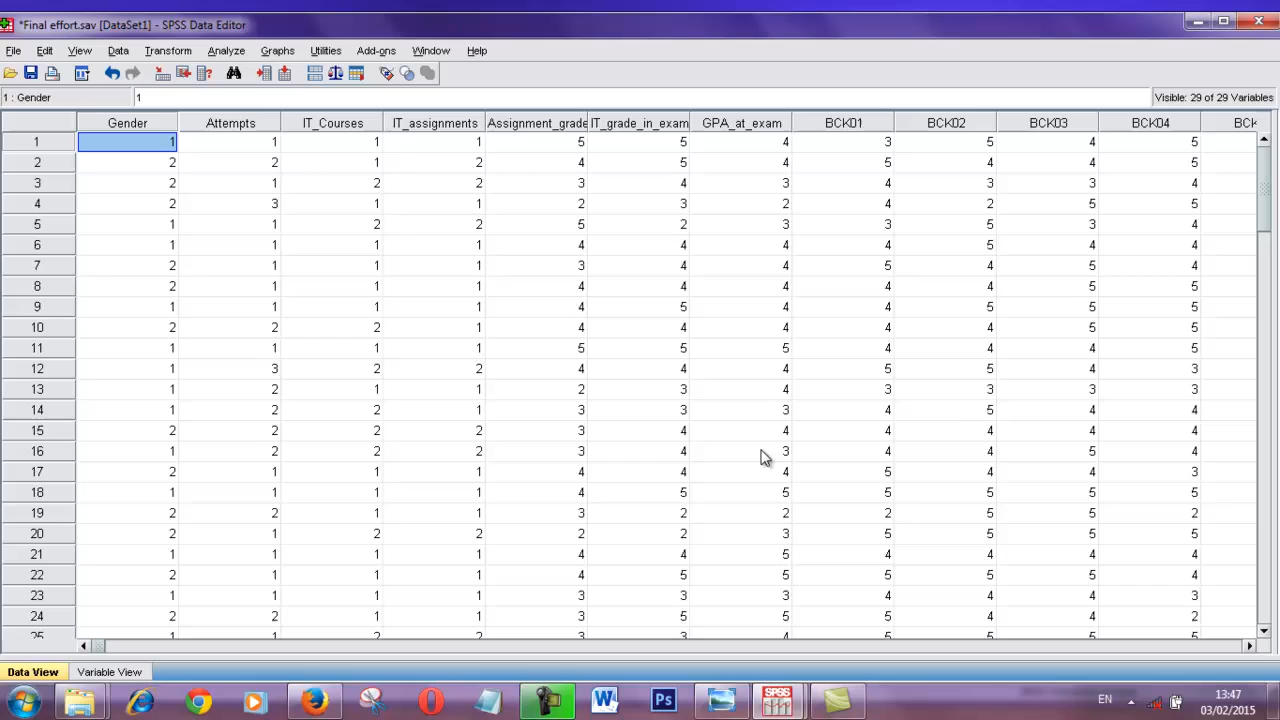 *Final effort.sav [DataSet1] - SPSS Data Editor
File Edit View Data Transform Analyze Graphs Utilities Add-ons Window Help
1 : Gender 1 Visible: 29 of 29 Variables
Gender Attempts IT_Courses IT_assignments Assignment_grade IT_grade_in_exam GPA_at_exam BCK01 BCK02 BCK03 BCK04 BCK
1 1 1 1 1 5 5 4 3 5 4 5
2 2 2 1 2 4 5 4 5 4 4 4
3 2 1 2 2 3 4 3 4 3 3 4
4 2 3 1 1 2 3 2 4 2 5 5
5 1 1 2 2 5 2 3 3 5 3 4
6 1 1 1 1 4 4 4 4 5 4 4
7 2 1 1 1 3 4 4 5 4 5 4
8 2 1 1 1 4 4 4 4 4 5 5
9 1 1 1 1 4 5 4 4 5 5 5
10 2 2 2 1 4 4 4 4 4 5 5
11 1 1 1 1 5 5 5 4 4 4 5
12 1 3 2 2 4 4 4 5 5 4 3
13 1 2 1 1 2 3 4 3 3 3 3
14 1 2 2 1 3 3 3 4 5 4 4
15 2 2 2 2 3 4 4 4 4 4 4
16 1 2 2 2 3 4 3 4 4 5 4
17 2 1 1 1 4 4 4 5 4 4 3
18 1 1 1 1 4 5 5 5 5 5 5
19 2 2 1 1 3 2 2 2 5 5 2
20 2 1 2 2 2 2 3 5 5 5 5
21 1 1 1 1 4 4 5 4 4 4 4
22 2 1 1 1 4 5 5 5 5 5 4
23 1 1 1 1 3 3 3 4 4 4 3
24 2 2 1 1 3 5 5 5 4 4 2
25 1 1 2 2 3 3 4 5 5 5 5
Data View Variable View
EN 13:47
03/02/2015